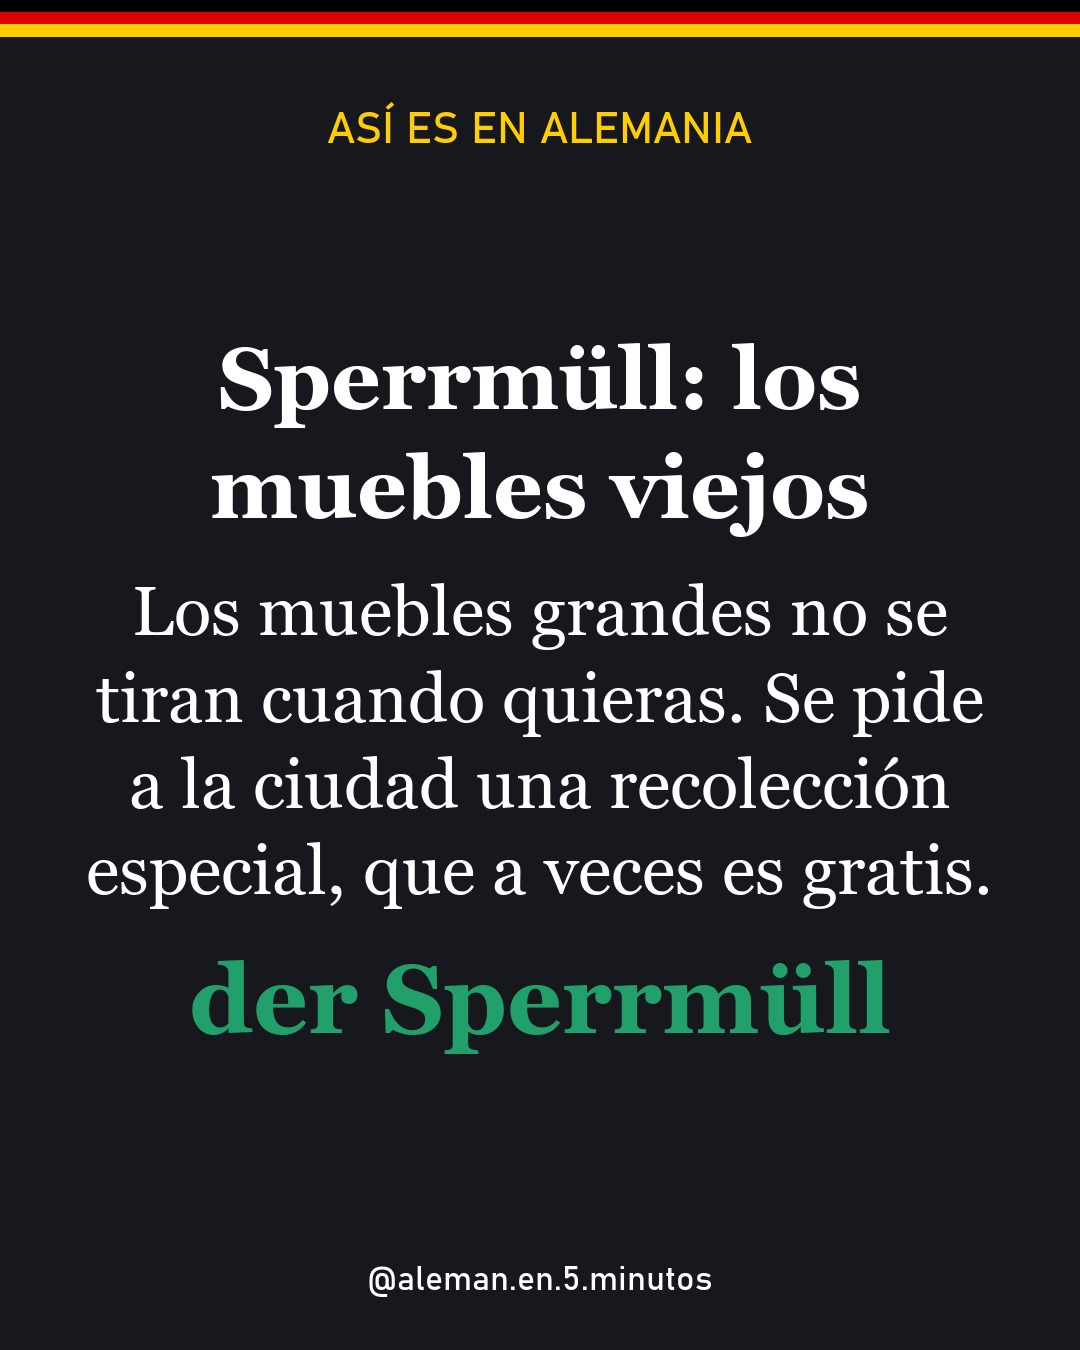 ASÍ ES EN ALEMANIA
Sperrmüll: los
muebles viejos
Los muebles grandes no se
tiran cuando quieras. Se pide
a la ciudad una recolección
especial, que a veces es gratis.
der Sperrmüll
@aleman.en.5.minutos